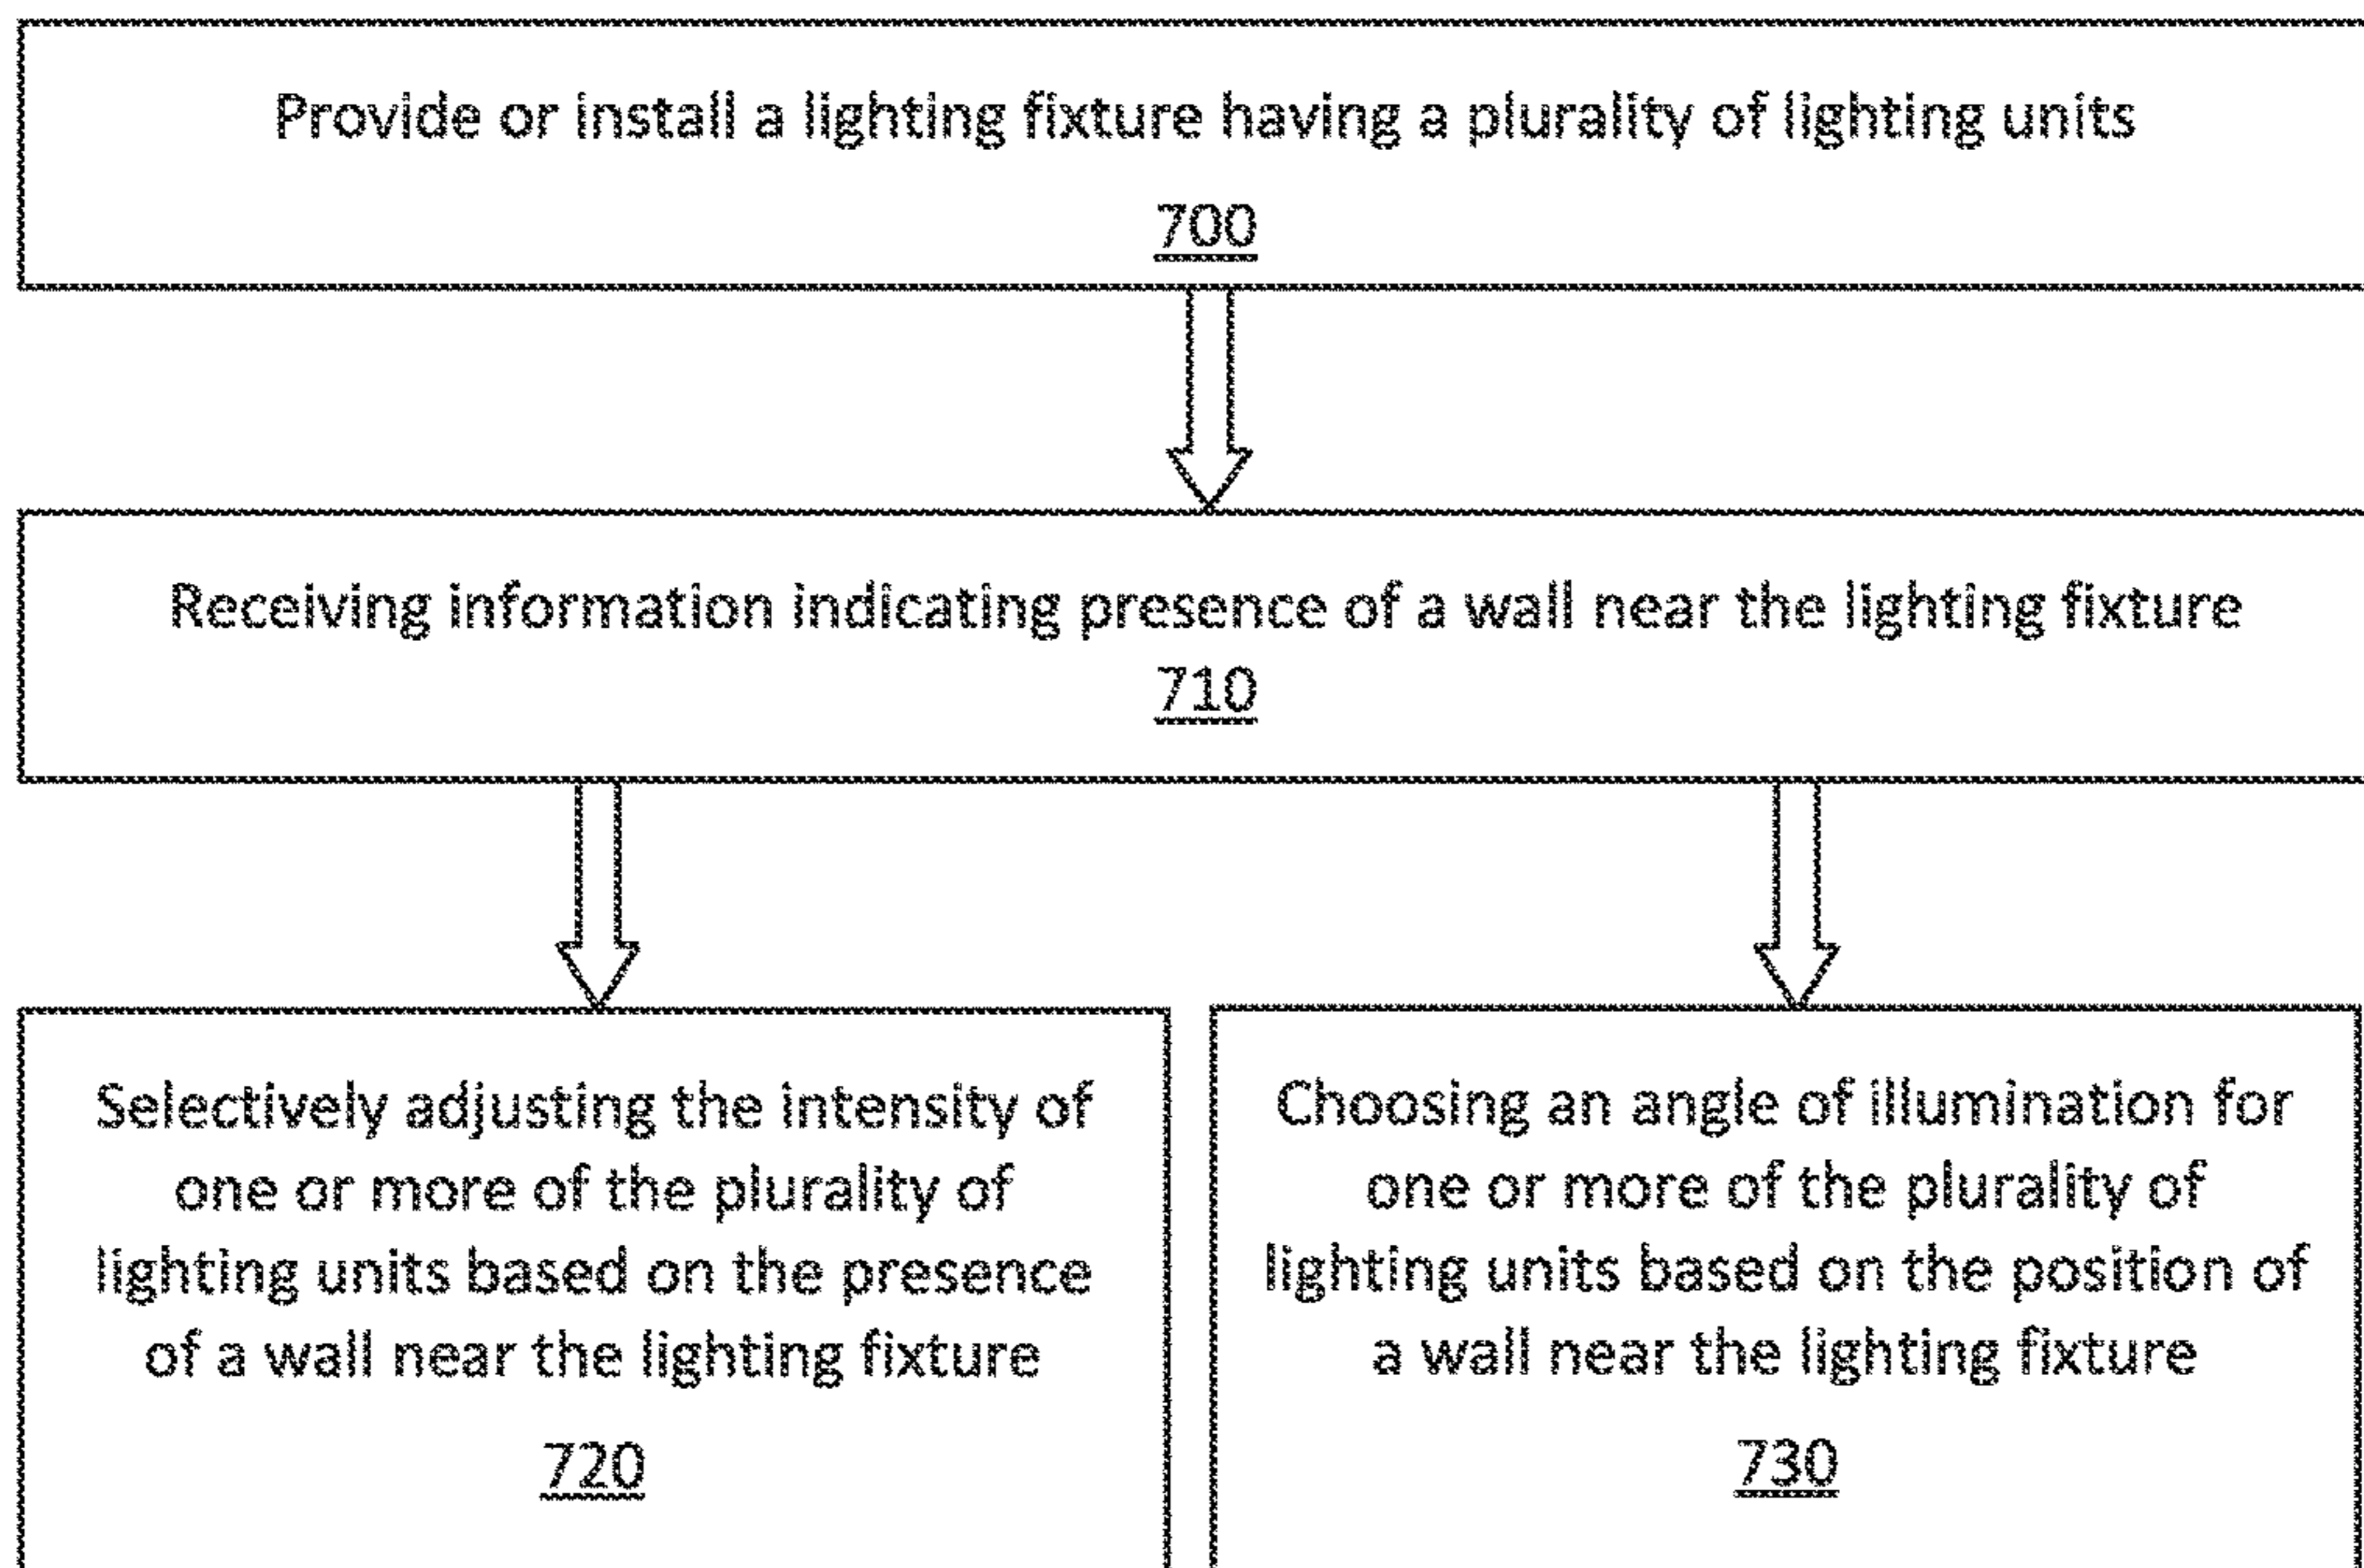 Provide or install a lighting fixture having a plurality of lighting units
700
Receiving information indicating presence of a wall near the lighting fixture
710
Selectively adjusting the intensity of
one or more of the plurality of
lighting units based on the presence
of a wall near the lighting fixture
720
Choosing an angle of illumination for
one or more of the plurality of
lighting units based on the position of
a wall near the lighting fixture
730